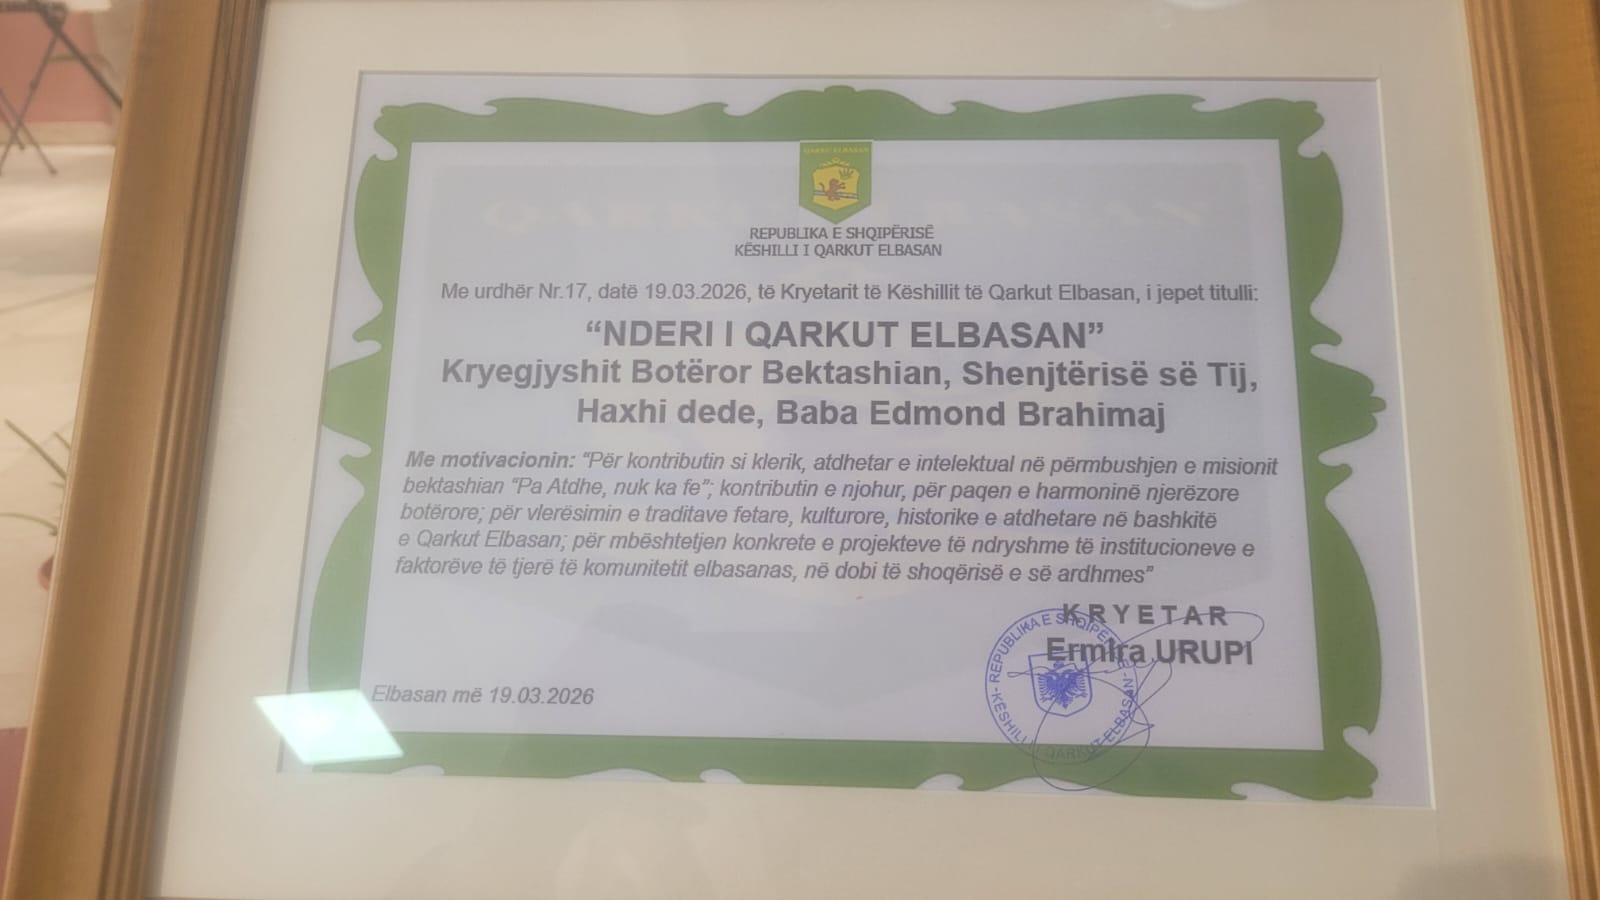 QARKU ELBASAN
REPUBLIKA E SHQIPËRISË
KËSHILLI I QARKUT ELBASAN
Me urdhër Nr.17, datë 19.03.2026, të Kryetarit të Këshillit të Qarkut Elbasan, i jepet titulli:
“NDERI I QARKUT ELBASAN”
Kryegjyshit Botëror Bektashian, Shenjtërisë së Tij,
Haxhi dede, Baba Edmond Brahimaj
Me motivacionin: “Për kontributin si klerik, atdhetar e intelektual në përmbushjen e misionit
bektashian “Pa Atdhe, nuk ka fe”; kontributin e njohur, për paqen e harmoninë njerëzore
botërore; për vlerësimin e traditave fetare, kulturore, historike e atdhetare në bashkitë
e Qarkut Elbasan; për mbështetjen konkrete e projekteve të ndryshme të institucioneve e
faktorëve të tjerë të komunitetit elbasanas, në dobi të shoqërisë e së ardhmes”
KRYETAR
Ermira URUPI
REPUBLIKA E SHQIPËRISË - KËSHILLI I QARKUT ELBASAN
Elbasan më 19.03.2026